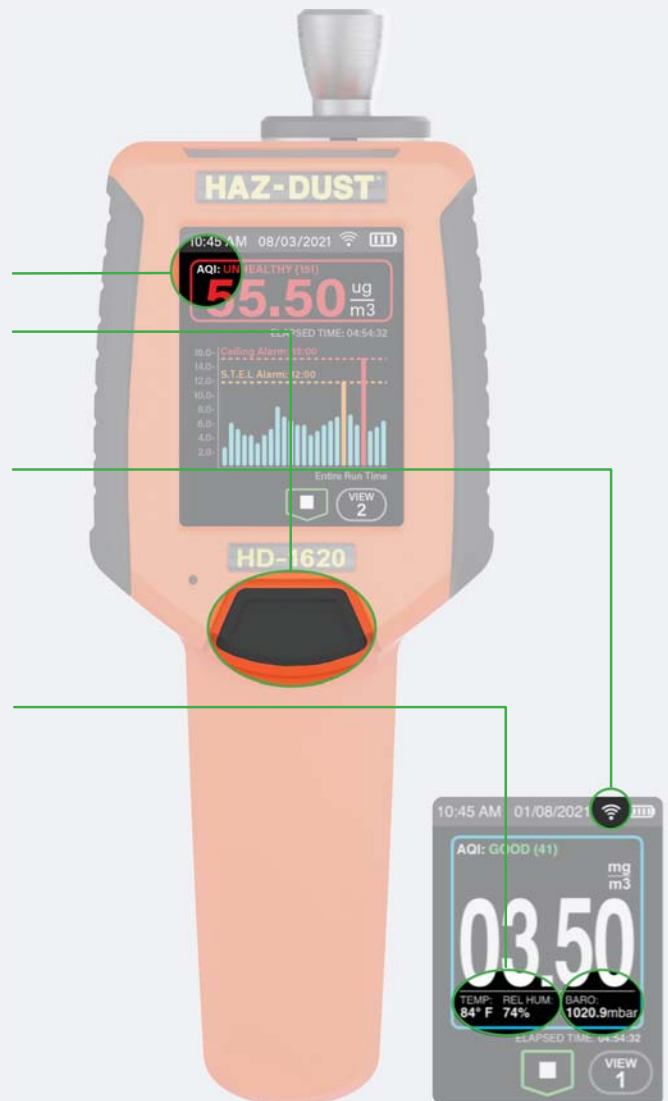 HAZ-DUST
10:45 AM 08/03/2021
AQI: UNHEALTHY (151)
55.50 ug
m3
ELAPSED TIME: 04:54:32
16.0-
Ceiling Alarm: 15:00
14.0-
S.T.E.L Alarm: 12:00
12.0-
10.0-
8.0-
6.0-
4.0-
2.0-
Entire Run Time
VIEW
2
HD-1620
10:45 AM 01/08/2021
AQI: GOOD (41)
mg
m3
03.50
TEMP: REL HUM: BARO:
84° F 74% 1020.9mbar
ELAPSED TIME: 04:54:32
VIEW
1